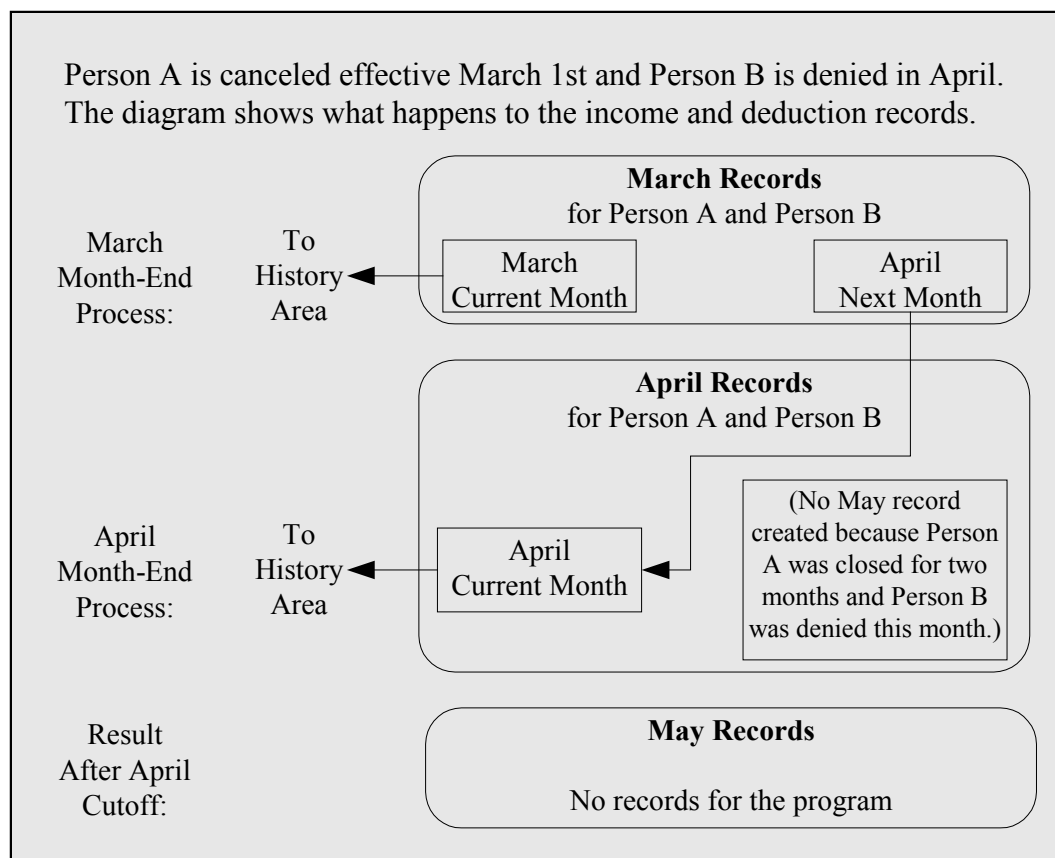 Person A is canceled effective March 1st and Person B is denied in April.
The diagram shows what happens to the income and deduction records.
March Records
for Person A and Person B
March
Month-End
Process:
To
History
Area
March
Current Month
April
Next Month
April Records
for Person A and Person B
April
Month-End
Process:
To
History
Area
April
Current Month
(No May record
created because Person
A was closed for two
months and Person B
was denied this month.)
Result
After April
Cutoff:
May Records
No records for the program